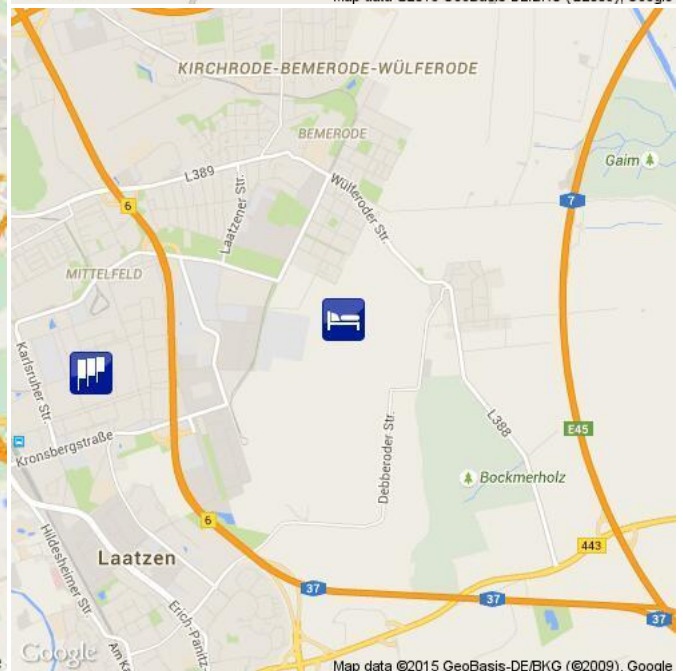 KIRCHRODE-BEMERODE-WÜLFERODE
BEMERODE
Gaim
L389
Wülferoder Str.
Laatzener Str.
6
7
MITTELFELD
Karlsruher Str.
Kronsbergstraße
L388
Debberoder Str.
E45
Bockmerholz
6
443
Laatzen
Hildesheimer Str.
37
37
37
Erich-Panitz-
Am
Google
Map data ©2015 GeoBasis-DE/BKG (©2009), Google